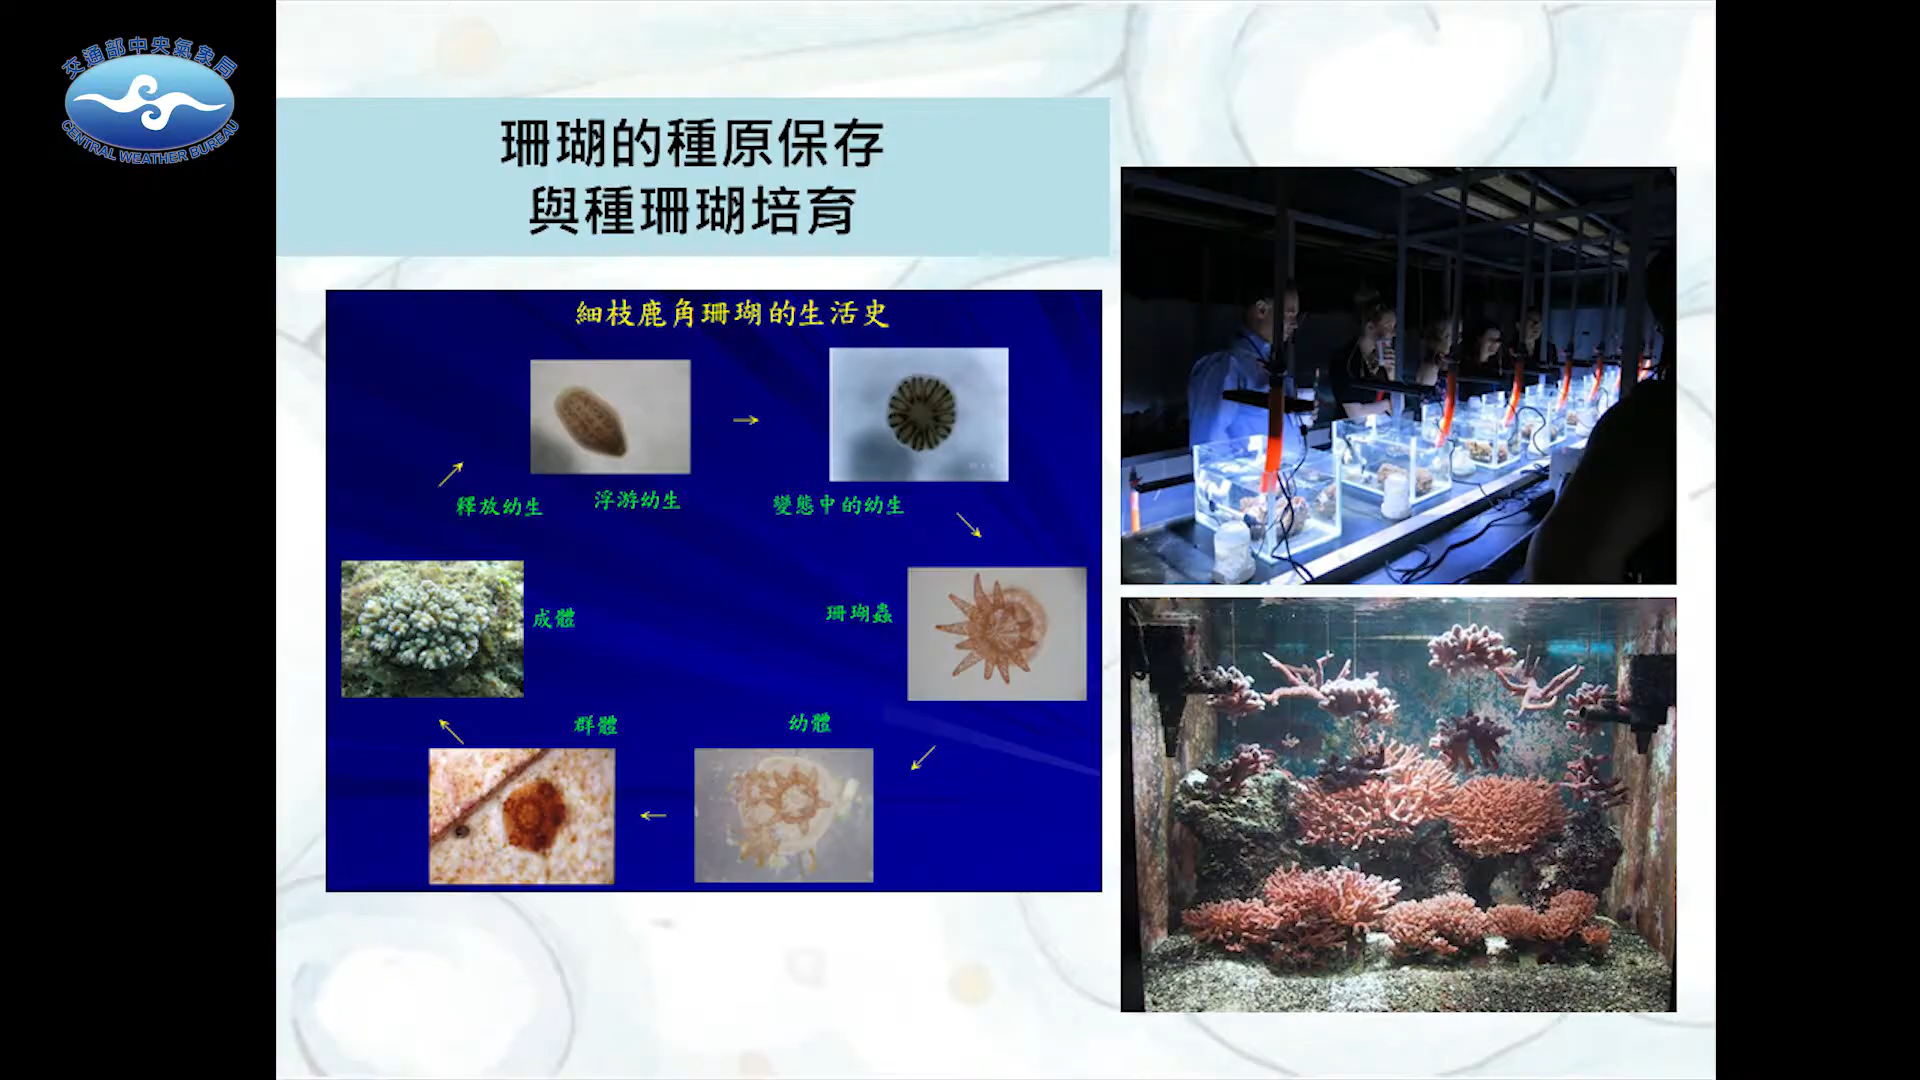 交通部中央氣象局
CENTRAL WEATHER BUREAU
珊瑚的種原保存
與種珊瑚培育
細枝鹿角珊瑚的生活史
釋放幼生
浮游幼生
變態中的幼生
珊瑚蟲
幼體
群體
成體